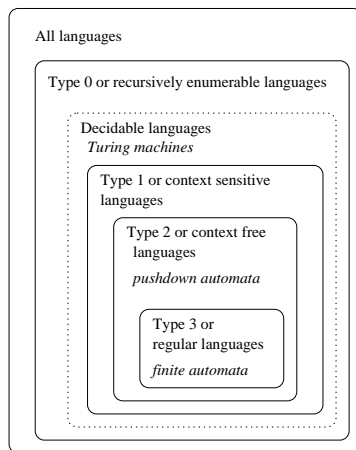 All languages
Type 0 or recursively enumerable languages
Decidable languages
Turing machines
Type 1 or context sensitive
languages
Type 2 or context free
languages
pushdown automata
Type 3 or
regular languages
finite automata